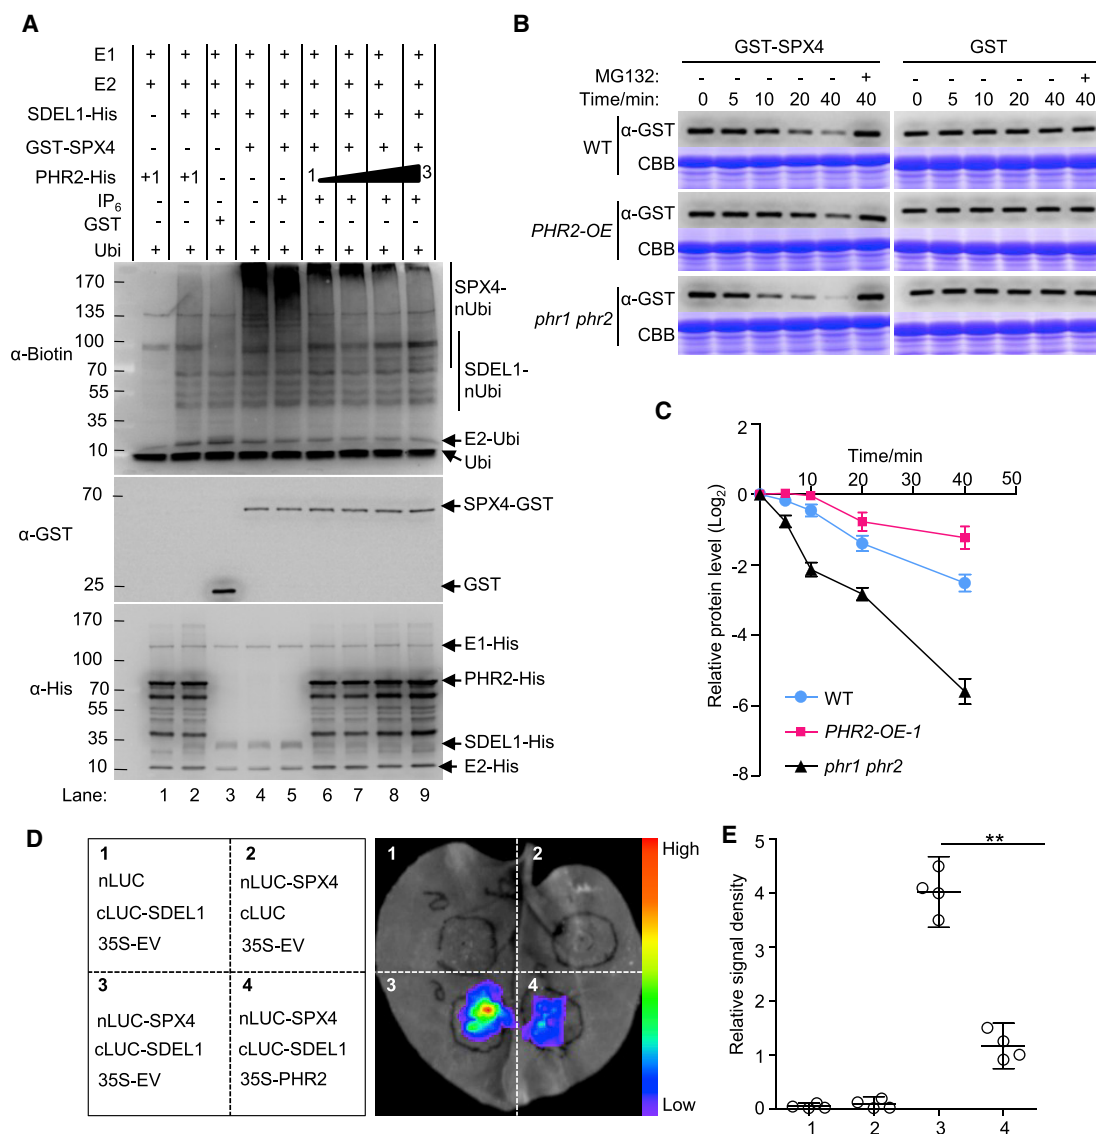 A
E1 + + + + + + + + +
E2 + + + + + + + + +
SDEL1-His - + + + + + + + +
GST-SPX4 - - - + + + + + +
PHR2-His +1 +1 - - - 1 3
IP6 - - - - + + + + +
GST - - + - - - - - -
Ubi + + + + + + + + +
170
135
100
70
55
35
10
α-Biotin
SPX4-nUbi
SDEL1-nUbi
E2-Ubi
Ubi
70
25
α-GST
SPX4-GST
GST
170
100
70
55
35
10
α-His
E1-His
PHR2-His
SDEL1-His
E2-His
Lane: 1 2 3 4 5 6 7 8 9
B
GST-SPX4 GST
MG132: - - - - - + - - - - - +
Time/min: 0 5 10 20 40 40 0 5 10 20 40 40
WT
α-GST
CBB
PHR2-OE
α-GST
CBB
phr1 phr2
α-GST
CBB
C
Relative protein level (Log2)
Time/min
2
0
-2
-4
-6
-8
10 20 30 40 50
WT
PHR2-OE-1
phr1 phr2
D
1
nLUC
cLUC-SDEL1
35S-EV
2
nLUC-SPX4
cLUC
35S-EV
3
nLUC-SPX4
cLUC-SDEL1
35S-EV
4
nLUC-SPX4
cLUC-SDEL1
35S-PHR2
1 2
3 4
High
Low
E
Relative signal density
5
4
3
2
1
0
**
1 2 3 4